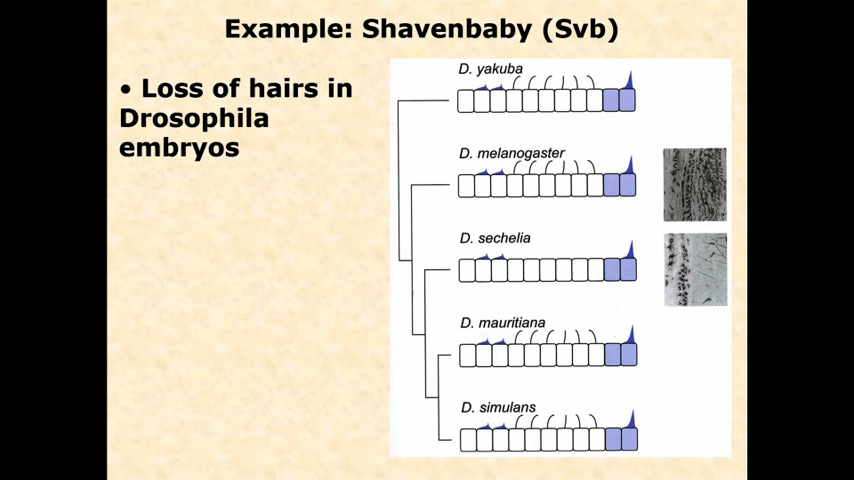 Example: Shavenbaby (Svb)
• Loss of hairs in
Drosophila
embryos
D. yakuba
D. melanogaster
D. sechelia
D. mauritiana
D. simulans